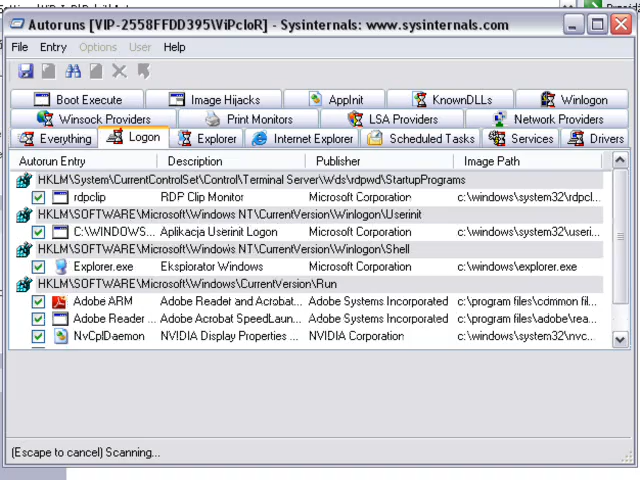 Autoruns [VIP-2558FFDD395\ViPcIoR] - Sysinternals: www.sysinternals.com
File Entry Options User Help
Boot Execute Image Hijacks AppInit KnownDLLs Winlogon
Winsock Providers Print Monitors LSA Providers Network Providers
Everything Logon Explorer Internet Explorer Scheduled Tasks Services Drivers
Autorun Entry Description Publisher Image Path
HKLM\System\CurrentControlSet\Control\Terminal Server\Wds\rdpwd\StartupPrograms
rdpclip RDP Clip Monitor Microsoft Corporation c:\windows\system32\rdpcl...
HKLM\SOFTWARE\Microsoft\Windows NT\CurrentVersion\Winlogon\Userinit
C:\WINDOWS... Aplikacja Userinit Logon Microsoft Corporation c:\windows\system32\useri...
HKLM\SOFTWARE\Microsoft\Windows NT\CurrentVersion\Winlogon\Shell
Explorer.exe Eksplorator Windows Microsoft Corporation c:\windows\explorer.exe
HKLM\SOFTWARE\Microsoft\Windows\CurrentVersion\Run
Adobe ARM Adobe Reader and Acrobat... Adobe Systems Incorporated c:\program files\common fil...
Adobe Reader ... Adobe Acrobat SpeedLaun... Adobe Systems Incorporated c:\program files\adobe\rea...
NvCplDaemon NVIDIA Display Properties ... NVIDIA Corporation c:\windows\system32\nvc...
(Escape to cancel) Scanning...